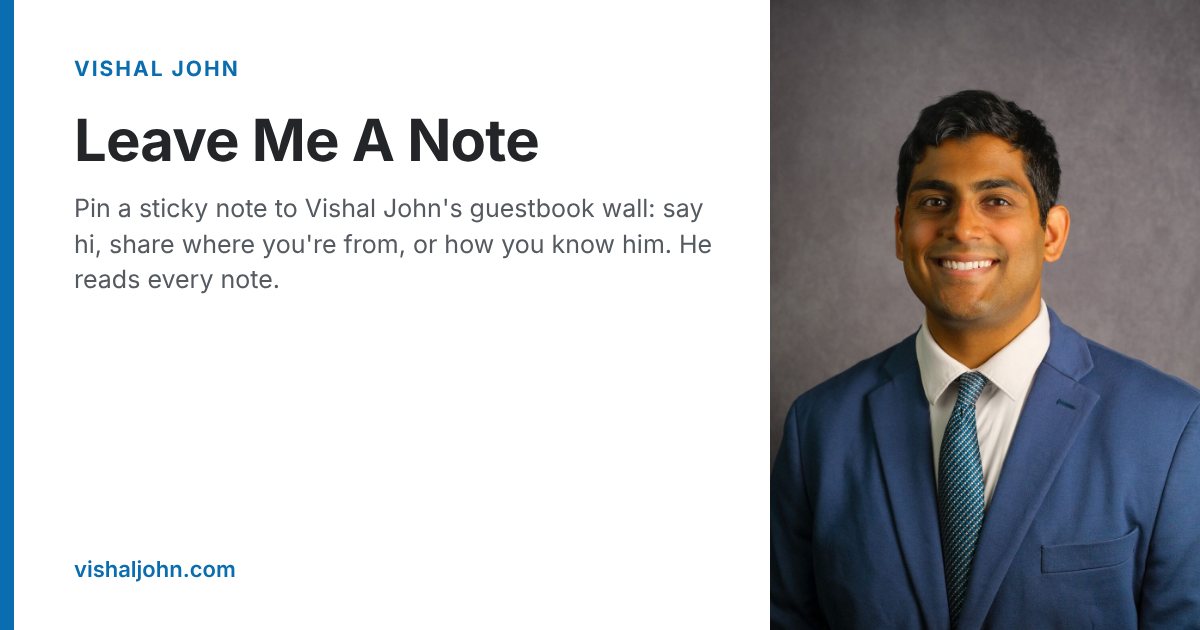 VISHAL JOHN
Leave Me A Note
Pin a sticky note to Vishal John's guestbook wall: say
hi, share where you're from, or how you know him. He
reads every note.
vishaljohn.com